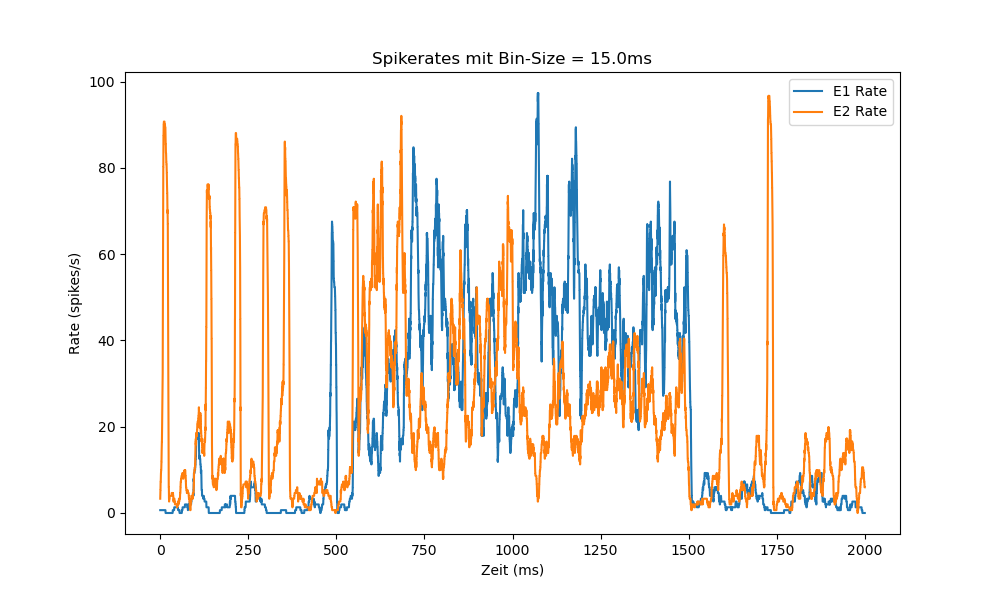 Spikerates mit Bin-Size = 15.0ms
E1 Rate
E2 Rate
Rate (spikes/s)
100
80
60
40
20
0
0 250 500 750 1000 1250 1500 1750 2000
Zeit (ms)